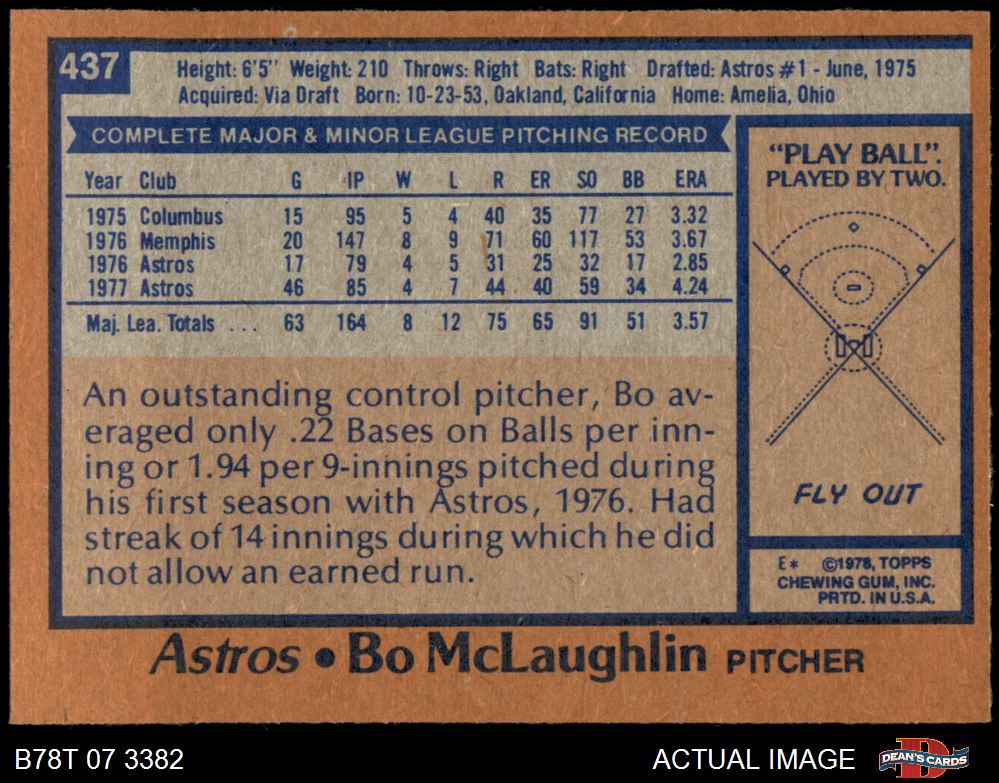 437
Height: 6'5" Weight: 210 Throws: Right Bats: Right Drafted: Astros #1 - June, 1975
Acquired: Via Draft Born: 10-23-53, Oakland, California Home: Amelia, Ohio
COMPLETE MAJOR & MINOR LEAGUE PITCHING RECORD
Year Club G IP W L R ER SO BB ERA
1975 Columbus 15 95 5 4 40 35 77 27 3.32
1976 Memphis 20 147 8 9 71 60 117 53 3.67
1976 Astros 17 79 4 5 31 25 32 17 2.85
1977 Astros 46 85 4 7 44 40 59 34 4.24
Maj. Lea. Totals ... 63 164 8 12 75 65 91 51 3.57
An outstanding control pitcher, Bo av-
eraged only .22 Bases on Balls per inn-
ing or 1.94 per 9-innings pitched during
his first season with Astros, 1976. Had
streak of 14 innings during which he did
not allow an earned run.
"PLAY BALL".
PLAYED BY TWO.
FLY OUT
E* ©1978, TOPPS
CHEWING GUM, INC.
PRTD. IN U.S.A.
Astros • Bo McLaughlin PITCHER
B78T 07 3382
ACTUAL IMAGE
DEAN'S CARDS